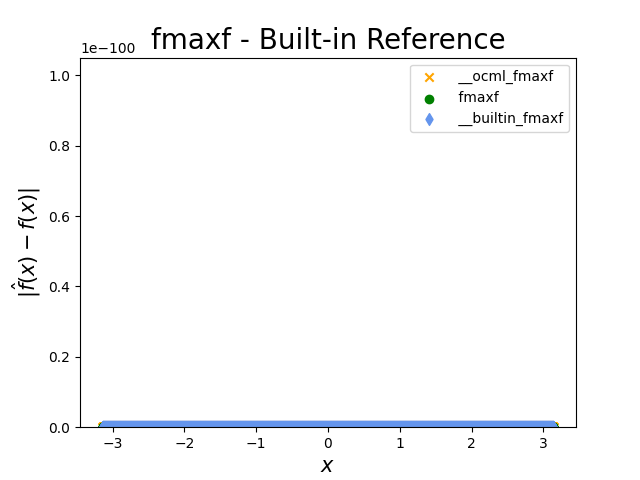 fmaxf - Built-in Reference
1e−100
1.0
0.8
0.6
0.4
0.2
0.0
|f̂(x) − f(x)|
__ocml_fmaxf
fmaxf
__builtin_fmaxf
−3 −2 −1 0 1 2 3
x